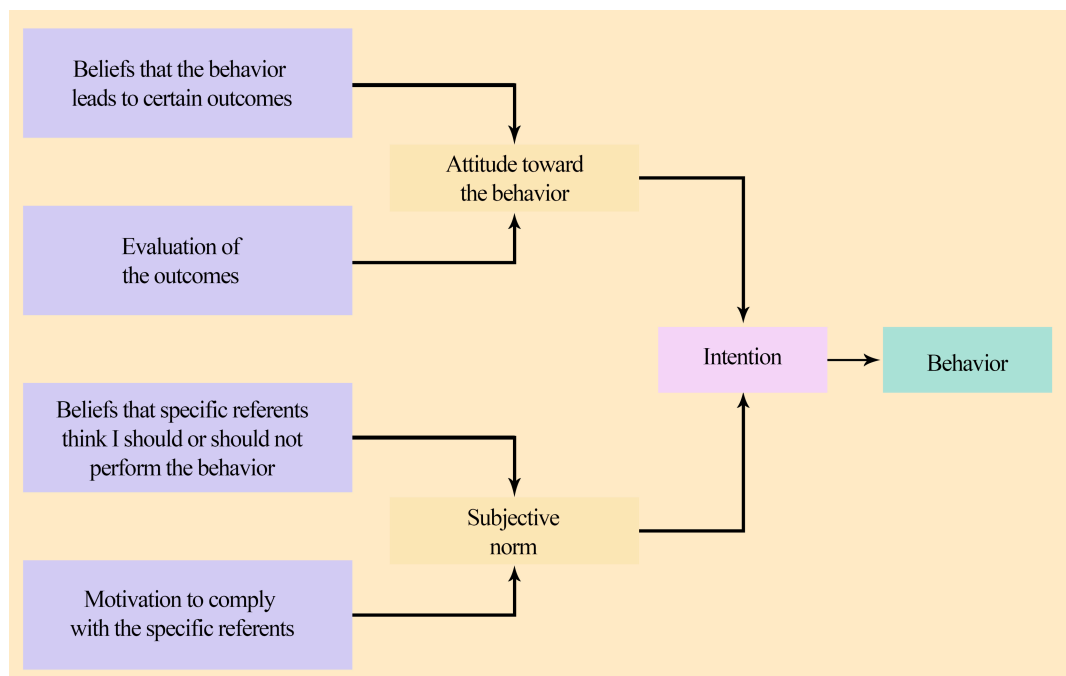 Beliefs that the behavior
leads to certain outcomes
Attitude toward
the behavior
Evaluation of
the outcomes
Intention
Behavior
Beliefs that specific referents
think I should or should not
perform the behavior
Subjective
norm
Motivation to comply
with the specific referents